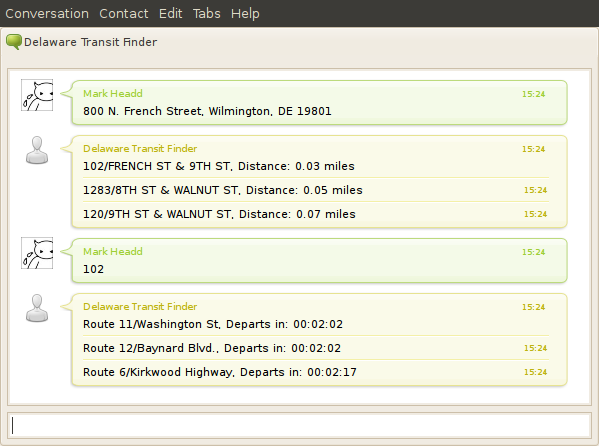 Conversation Contact Edit Tabs Help
Delaware Transit Finder
Mark Headd 15:24
800 N. French Street, Wilmington, DE 19801
Delaware Transit Finder 15:24
102/FRENCH ST & 9TH ST, Distance: 0.03 miles
1283/8TH ST & WALNUT ST, Distance: 0.05 miles 15:24
120/9TH ST & WALNUT ST, Distance: 0.07 miles 15:24
Mark Headd 15:24
102
Delaware Transit Finder 15:24
Route 11/Washington St, Departs in: 00:02:02
Route 12/Baynard Blvd., Departs in: 00:02:02 15:24
Route 6/Kirkwood Highway, Departs in: 00:02:17 15:24